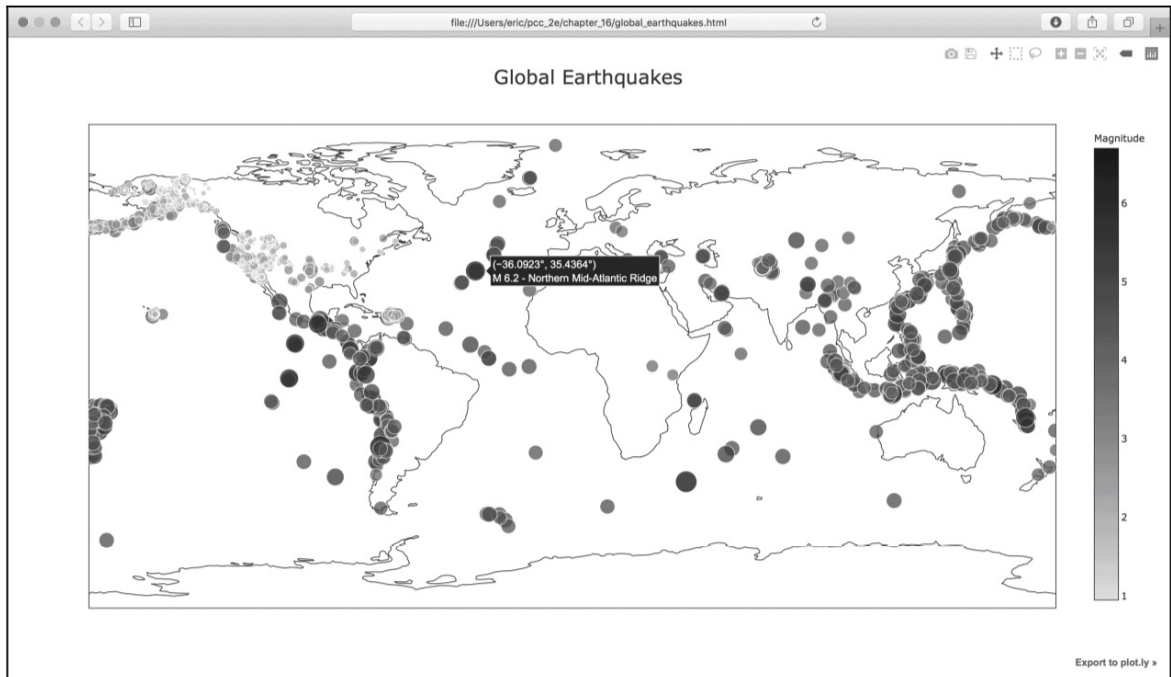 file:///Users/eric/pcc_2e/chapter_16/global_earthquakes.html
Global Earthquakes
Magnitude
6
5
4
3
2
1
(−36.0923°, 35.4364°)
M 6.2 - Northern Mid-Atlantic Ridge
Export to plot.ly »